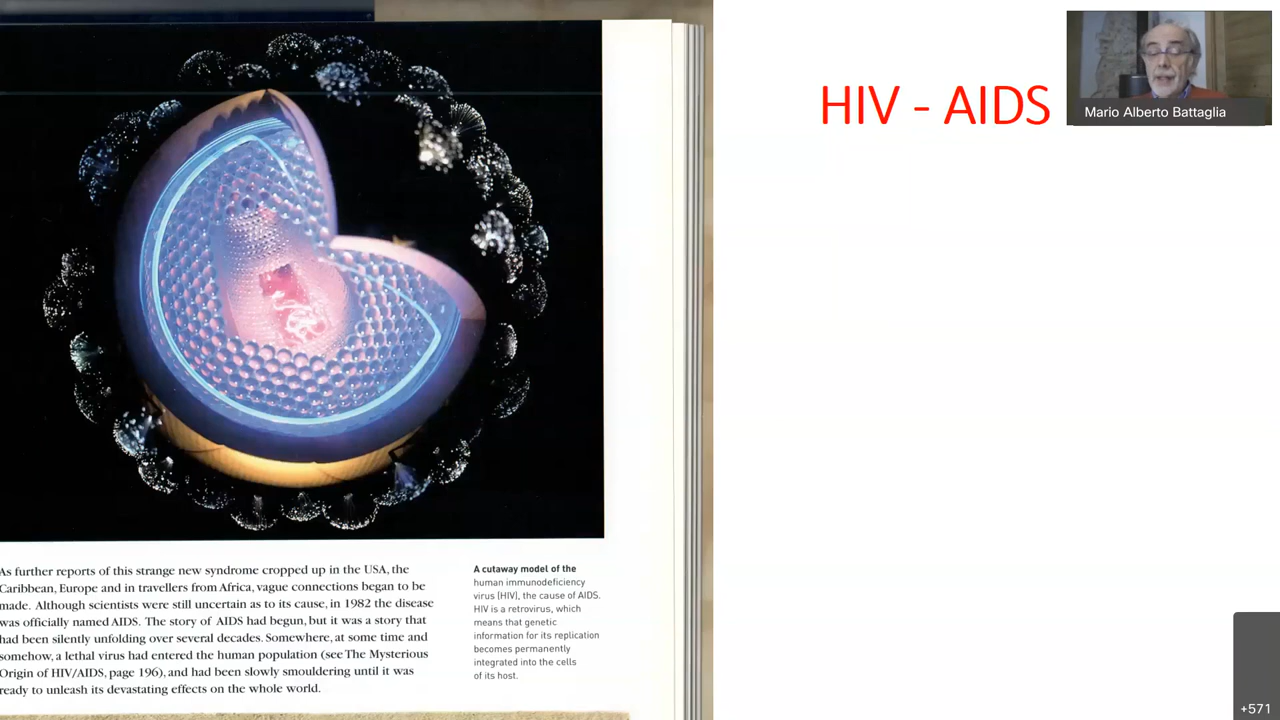 HIV - AIDS
Mario Alberto Battaglia
As further reports of this strange new syndrome cropped up in the USA, the
Caribbean, Europe and in travellers from Africa, vague connections began to be
made. Although scientists were still uncertain as to its cause, in 1982 the disease
was officially named AIDS. The story of AIDS had begun, but it was a story that
had been silently unfolding over several decades. Somewhere, at some time and
somehow, a lethal virus had entered the human population (see The Mysterious
Origin of HIV/AIDS, page 196), and had been slowly smouldering until it was
ready to unleash its devastating effects on the whole world.
A cutaway model of the
human immunodeficiency
virus (HIV), the cause of AIDS.
HIV is a retrovirus, which
means that genetic
information for its replication
becomes permanently
integrated into the cells
of its host.
+571